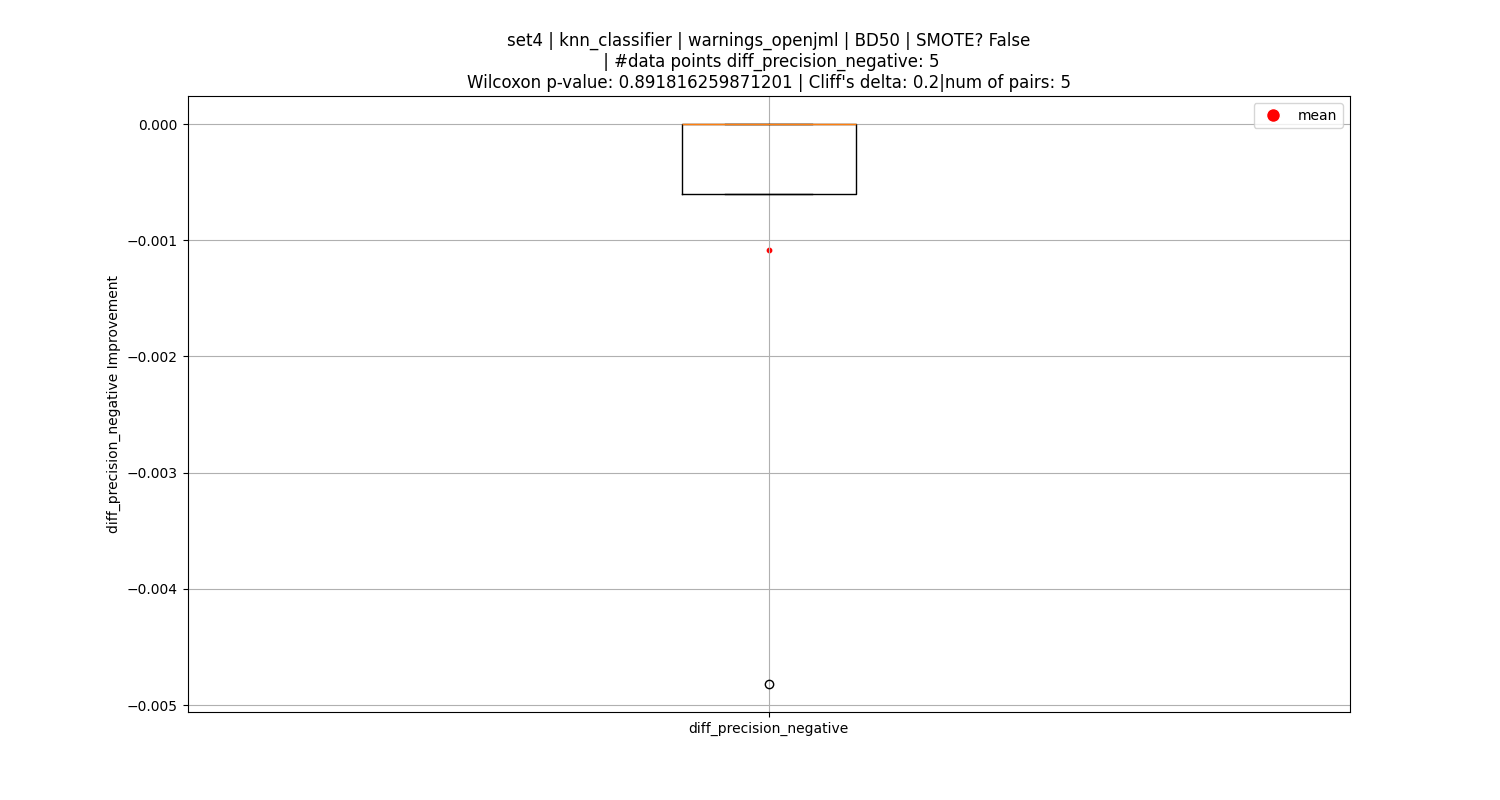 set4 | knn_classifier | warnings_openjml | BD50 | SMOTE? False
| #data points diff_precision_negative: 5
Wilcoxon p-value: 0.891816259871201 | Cliff's delta: 0.2|num of pairs: 5
mean
0.000
−0.001
−0.002
−0.003
−0.004
−0.005
diff_precision_negative Improvement
diff_precision_negative